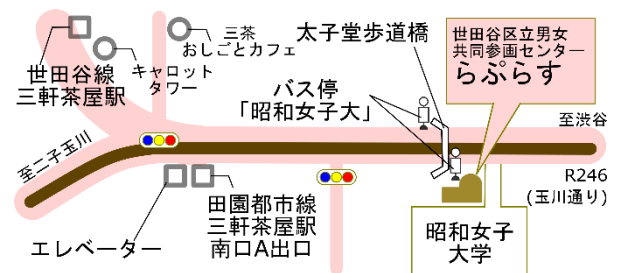 世田谷線
三軒茶屋駅
キャロット
タワー
三茶
おしごとカフェ
太子堂歩道橋
バス停
「昭和女子大」
世田谷区立男女
共同参画センター
らぷらす
至渋谷
至二子玉川
R246
(玉川通り)
エレベーター
田園都市線
三軒茶屋駅
南口A出口
昭和女子
大学